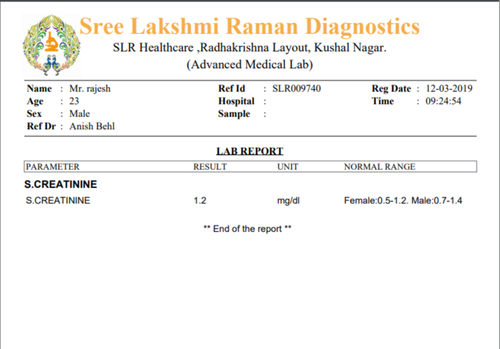 Sree Lakshmi Raman Diagnostics
SLR Healthcare ,Radhakrishna Layout, Kushal Nagar.
(Advanced Medical Lab)
Name : Mr. rajesh Ref Id : SLR009740 Reg Date : 12-03-2019
Age : 23 Hospital : Time : 09:24:54
Sex : Male Sample :
Ref Dr : Anish Behl
LAB REPORT
PARAMETER RESULT UNIT NORMAL RANGE
S.CREATININE
S.CREATININE 1.2 mg/dl Female:0.5-1.2. Male:0.7-1.4
** End of the report **